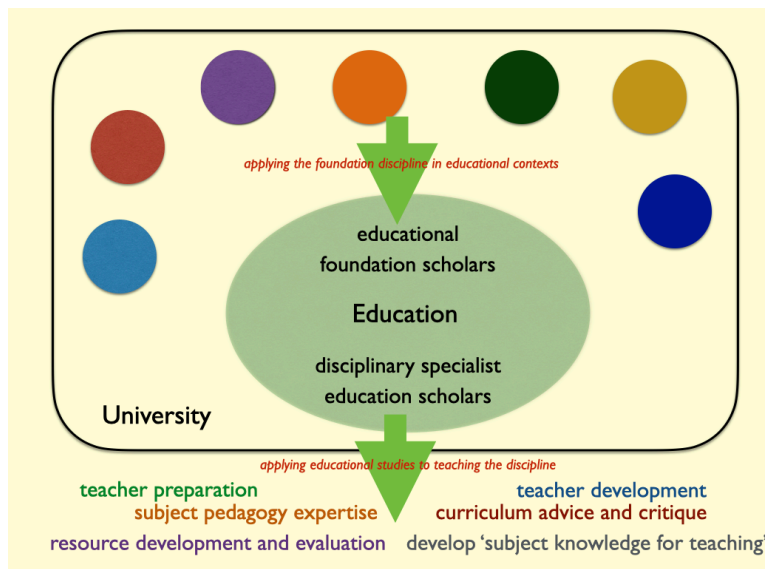 applying the foundation discipline in educational contexts
educational
foundation scholars
Education
disciplinary specialist
education scholars
University
applying educational studies to teaching the discipline
teacher preparation
teacher development
subject pedagogy expertise
curriculum advice and critique
resource development and evaluation
develop ‘subject knowledge for teaching’